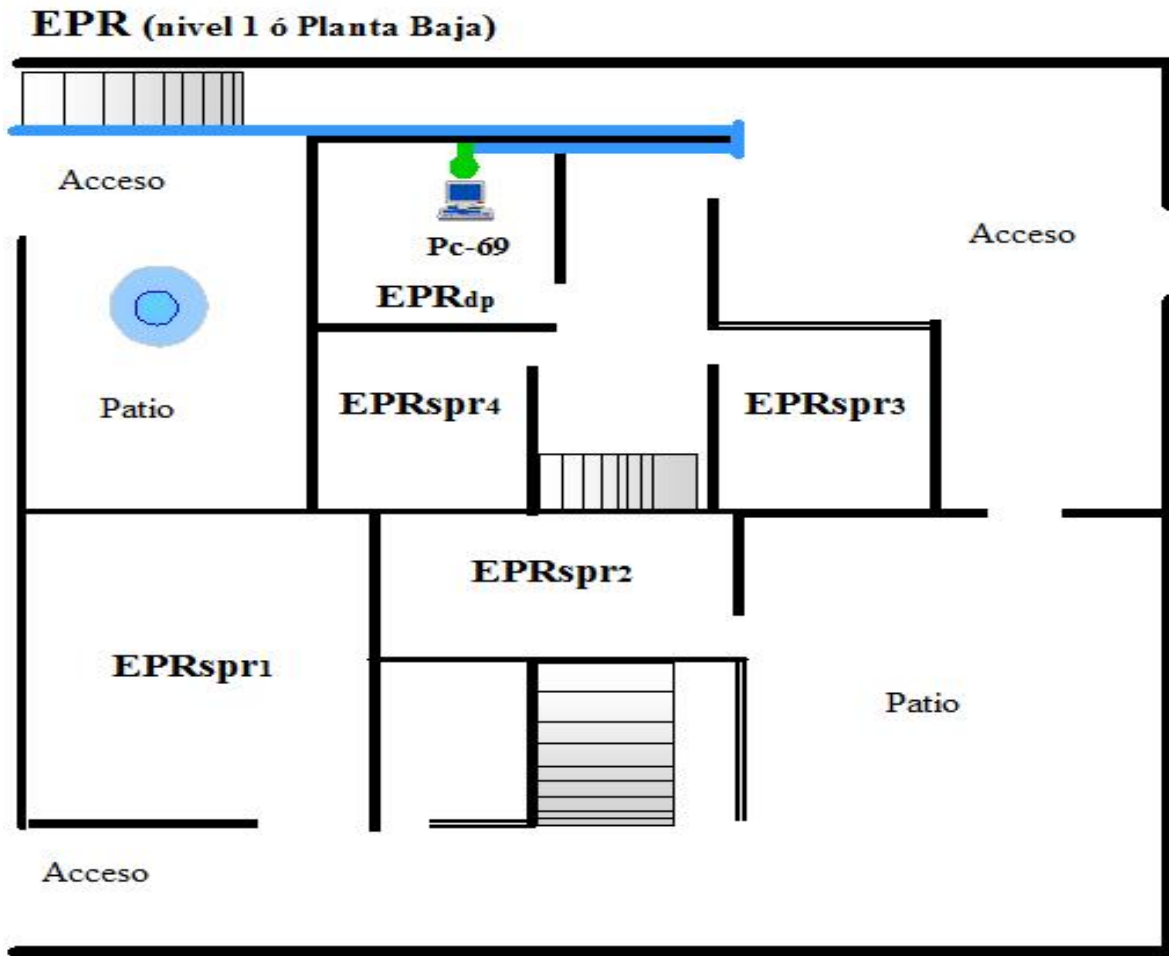 EPR (nivel 1 ó Planta Baja)
Acceso
Acceso
Pc-69
EPRdp
Patio
EPRspr4
EPRspr3
EPRspr2
EPRspr1
Patio
Acceso